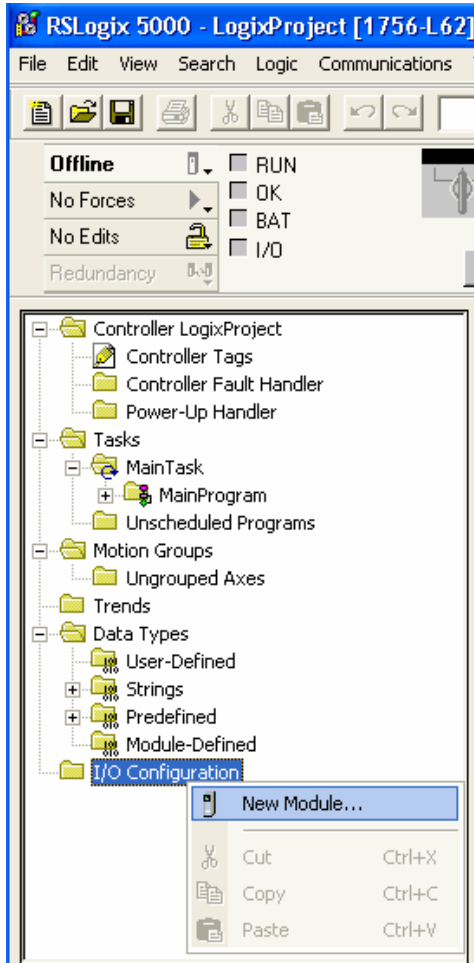 RSLogix 5000 - LogixProject [1756-L62]
File Edit View Search Logic Communications
Offline
RUN
No Forces
OK
No Edits
BAT
Redundancy
I/O
Controller LogixProject
Controller Tags
Controller Fault Handler
Power-Up Handler
Tasks
MainTask
MainProgram
Unscheduled Programs
Motion Groups
Ungrouped Axes
Trends
Data Types
User-Defined
Strings
Predefined
Module-Defined
I/O Configuration
New Module...
Cut Ctrl+X
Copy Ctrl+C
Paste Ctrl+V